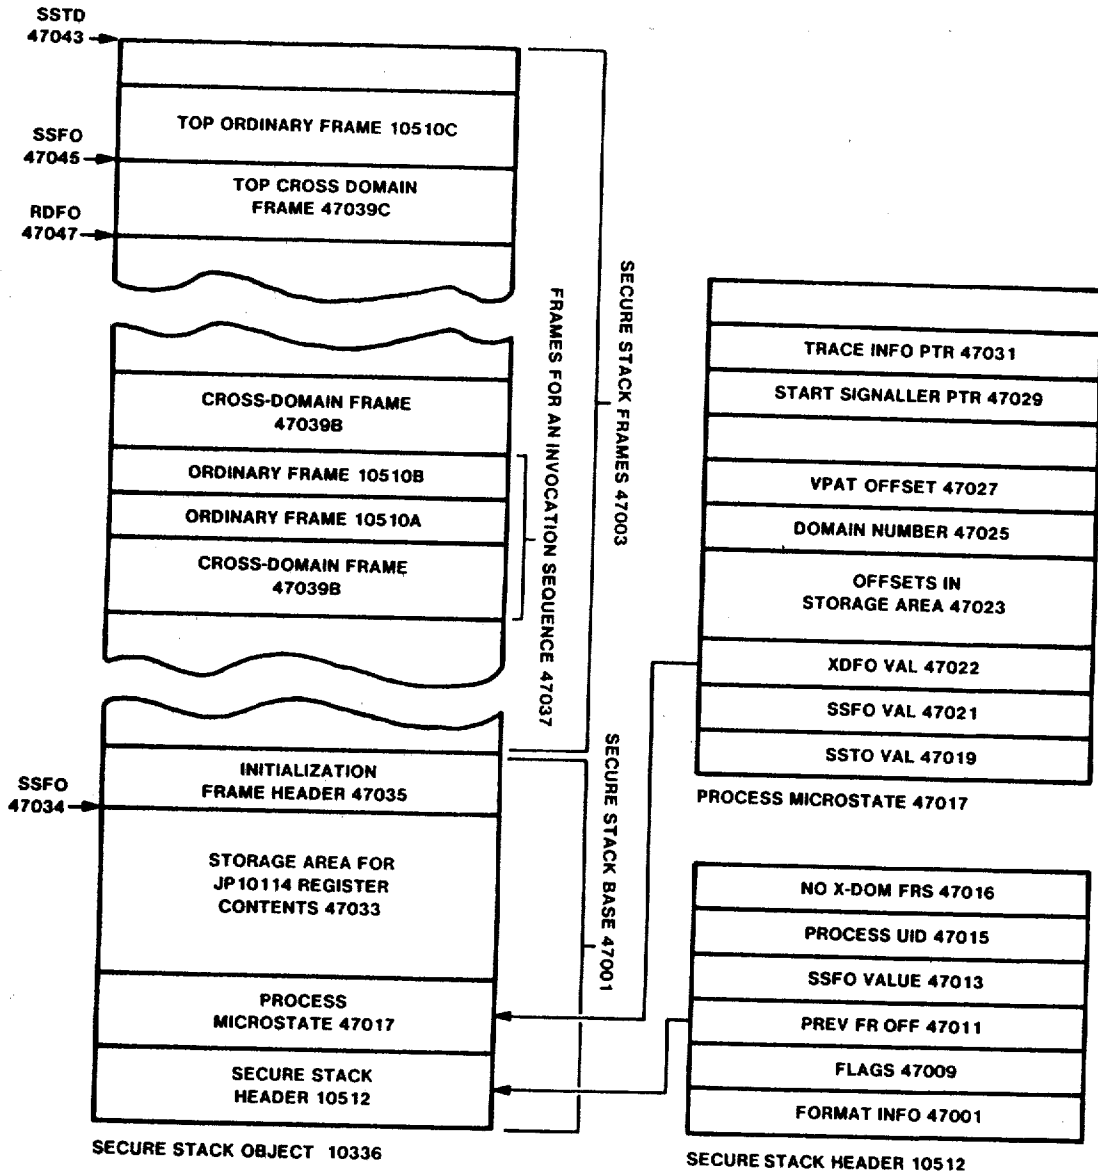 SSTD
47043
TOP ORDINARY FRAME 10510C
SSFO
47045
TOP CROSS DOMAIN
FRAME 47039C
RDFO
47047
CROSS-DOMAIN FRAME
47039B
ORDINARY FRAME 10510B
ORDINARY FRAME 10510A
CROSS-DOMAIN FRAME
47039B
INITIALIZATION
FRAME HEADER 47035
SSFO
47034
STORAGE AREA FOR
JP10114 REGISTER
CONTENTS 47033
PROCESS
MICROSTATE 47017
SECURE STACK
HEADER 10512
SECURE STACK OBJECT 10336
FRAMES FOR AN INVOCATION SEQUENCE 47037
SECURE STACK FRAMES 47003
SECURE STACK BASE 47001
TRACE INFO PTR 47031
START SIGNALLER PTR 47029
VPAT OFFSET 47027
DOMAIN NUMBER 47025
OFFSETS IN
STORAGE AREA 47023
XDFO VAL 47022
SSFO VAL 47021
SSTO VAL 47019
PROCESS MICROSTATE 47017
NO X-DOM FRS 47016
PROCESS UID 47015
SSFO VALUE 47013
PREV FR OFF 47011
FLAGS 47009
FORMAT INFO 47001
SECURE STACK HEADER 10512